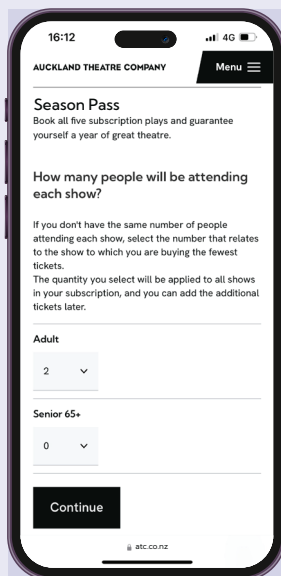 16:12
4G
AUCKLAND THEATRE COMPANY
Menu
Season Pass
Book all five subscription plays and guarantee
yourself a year of great theatre.
How many people will be attending
each show?
If you don't have the same number of people
attending each show, select the number that relates
to the show to which you are buying the fewest
tickets.
The quantity you select will be applied to all shows
in your subscription, and you can add the additional
tickets later.
Adult
2
Senior 65+
0
Continue
atc.co.nz